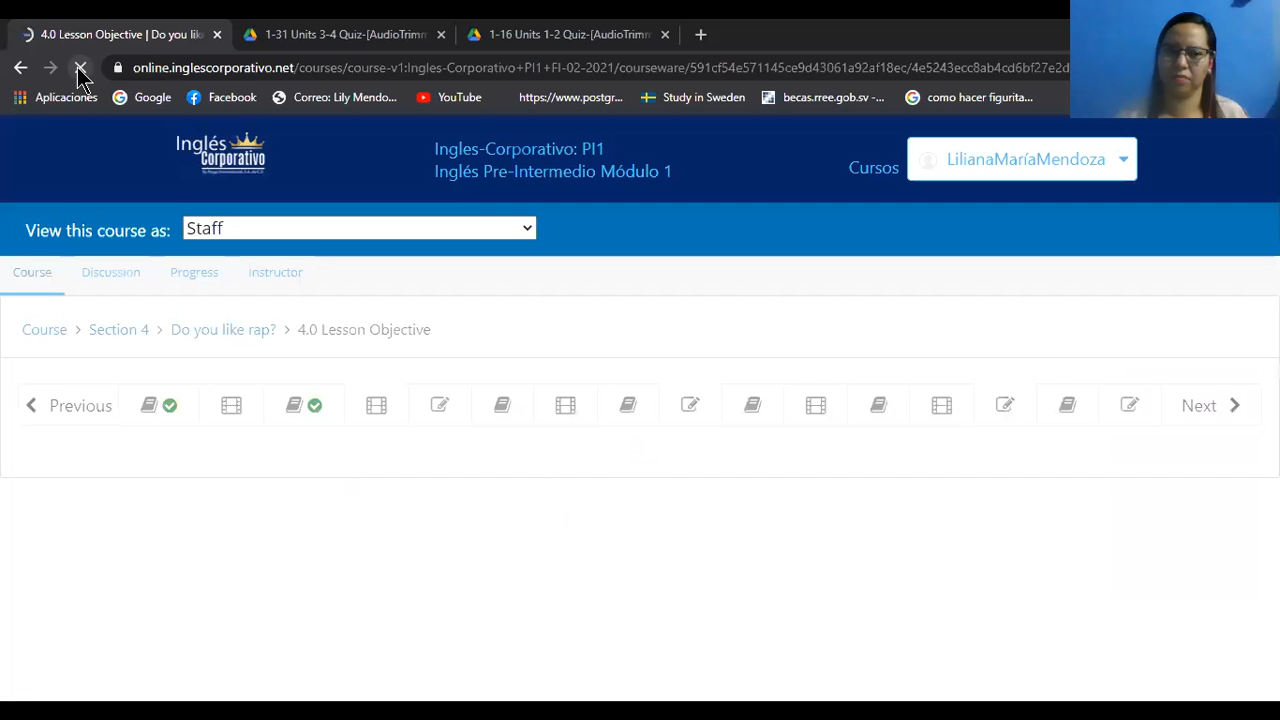 4.0 Lesson Objective | Do you lik
1-31 Units 3-4 Quiz-[AudioTrimm
1-16 Units 1-2 Quiz-[AudioTrimm
online.inglescorporativo.net/courses/course-v1:Ingles-Corporativo+PI1+FI-02-2021/courseware/591cf54e571145ce9d43061a92af18ec/4e5243ecc8ab4cd6bf27e2d
Aplicaciones
Google
Facebook
Correo: Lily Mendo...
YouTube
https://www.postgr...
Study in Sweden
becas.rree.gob.sv -...
como hacer figurita...
Inglés
Corporativo
Ingles-Corporativo: PI1
Inglés Pre-Intermedio Módulo 1
Cursos
LilianaMaríaMendoza
View this course as:
Staff
Course
Discussion
Progress
Instructor
Course > Section 4 > Do you like rap? > 4.0 Lesson Objective
Previous
Next